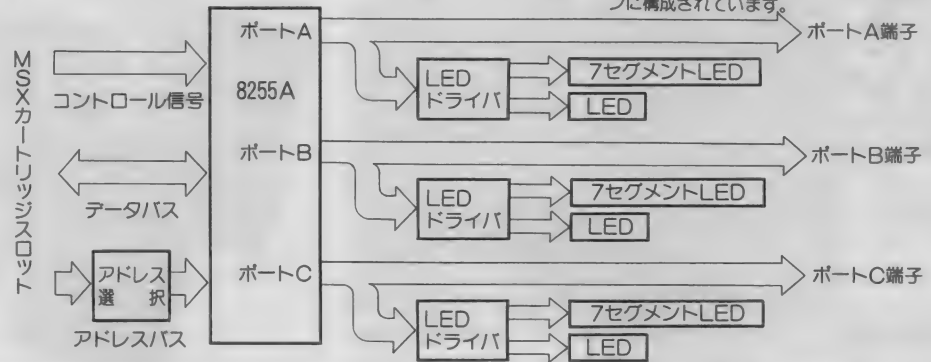 ンに構成されています。
MSXカートリッジスロット
コントロール信号
データバス
アドレス
選択
アドレスバス
8255A
ポートA
ポートB
ポートC
LED
ドライバ
7セグメントLED
LED
ポートA端子
LED
ドライバ
7セグメントLED
LED
ポートB端子
LED
ドライバ
7セグメントLED
LED
ポートC端子